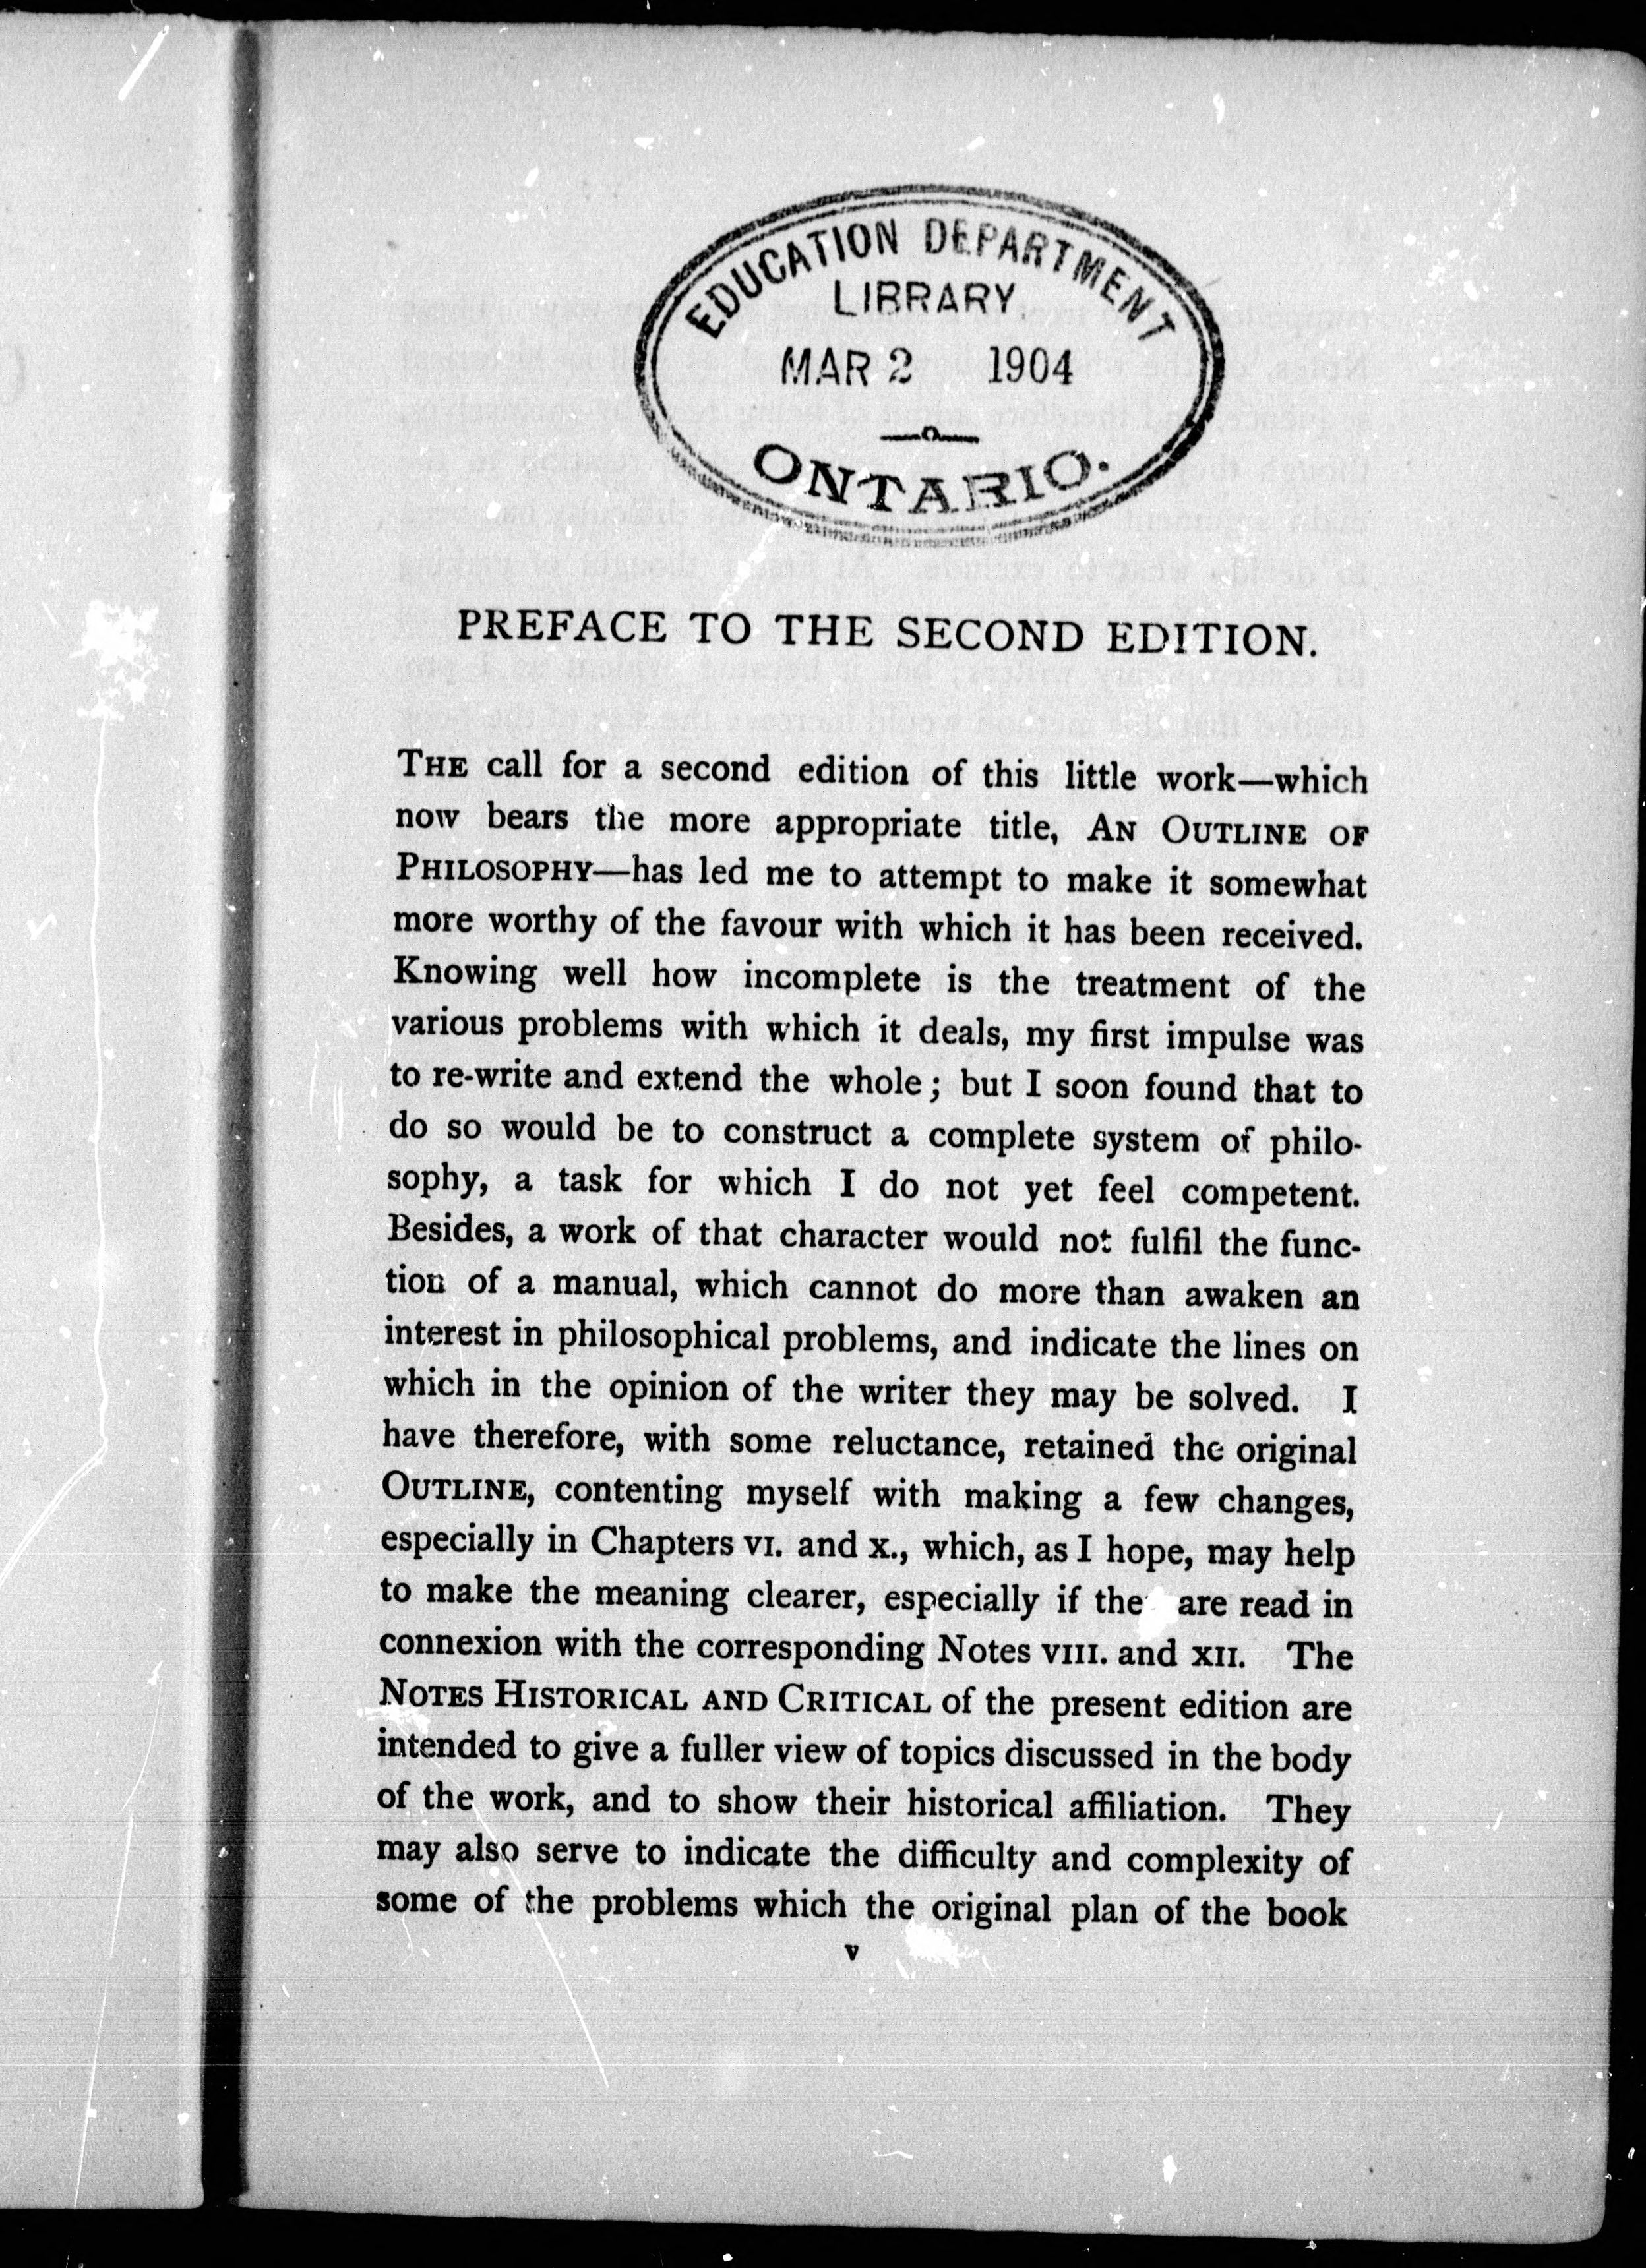 EDUCATION DEPARTMENT
LIBRARY
MAR 2 1904
ONTARIO.
PREFACE TO THE SECOND EDITION.
THE call for a second edition of this little work—which
now bears the more appropriate title, AN OUTLINE OF
PHILOSOPHY—has led me to attempt to make it somewhat
more worthy of the favour with which it has been received.
Knowing well how incomplete is the treatment of the
various problems with which it deals, my first impulse was
to re-write and extend the whole; but I soon found that to
do so would be to construct a complete system of philo-
sophy, a task for which I do not yet feel competent.
Besides, a work of that character would not fulfil the func-
tion of a manual, which cannot do more than awaken an
interest in philosophical problems, and indicate the lines on
which in the opinion of the writer they may be solved. I
have therefore, with some reluctance, retained the original
OUTLINE, contenting myself with making a few changes,
especially in Chapters VI. and X., which, as I hope, may help
to make the meaning clearer, especially if the are read in
connexion with the corresponding Notes VIII. and XII. The
NOTES HISTORICAL AND CRITICAL of the present edition are
intended to give a fuller view of topics discussed in the body
of the work, and to show their historical affiliation. They
may also serve to indicate the difficulty and complexity of
some of the problems which the original plan of the book
v